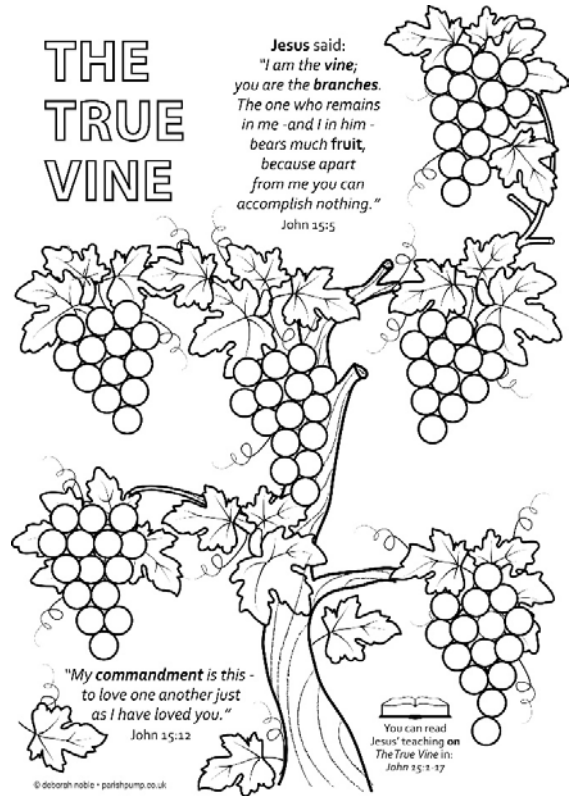 THE
TRUE
VINE
Jesus said:
"I am the vine;
you are the branches.
The one who remains
in me -and I in him -
bears much fruit,
because apart
from me you can
accomplish nothing."
John 15:5
"My commandment is this -
to love one another just
as I have loved you."
John 15:12
You can read
Jesus' teaching on
The True Vine in:
John 15:1-17
© deborah noble • parishpump.co.uk